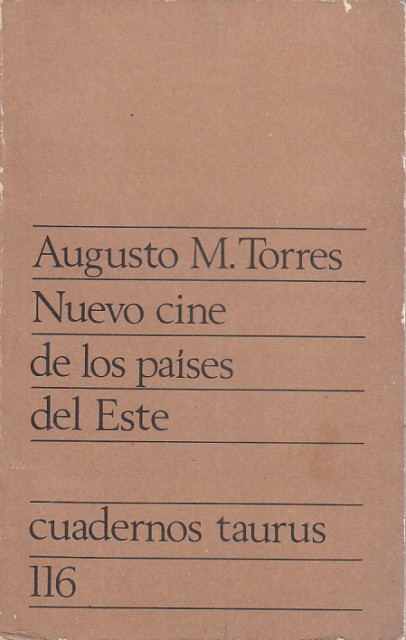 Augusto M. Torres
Nuevo cine
de los países
del Este
cuadernos taurus
116